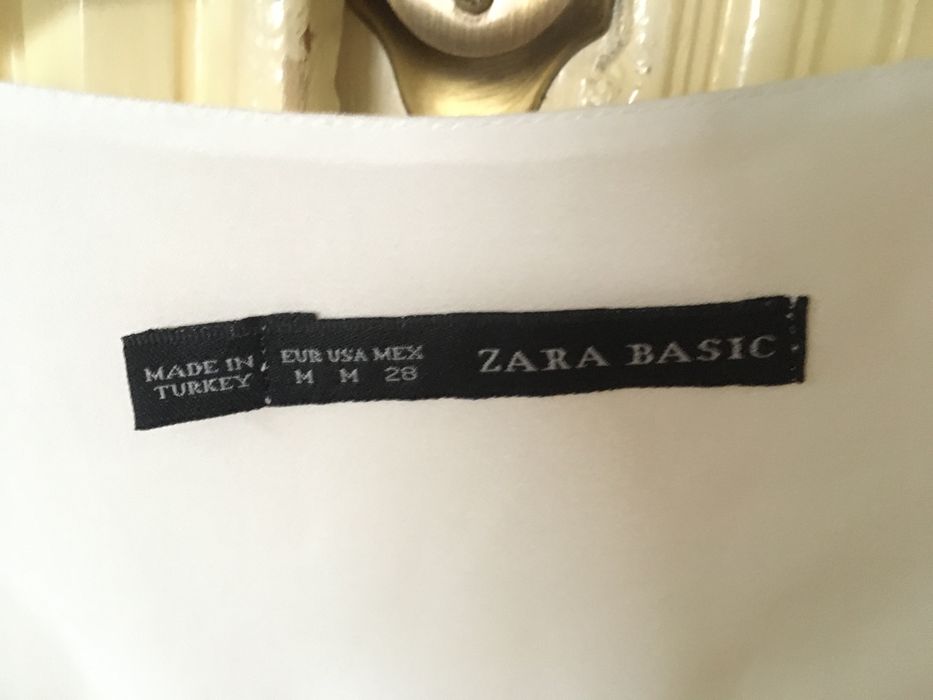 MADE IN
TURKEY
EUR USA MEX
M M 28
ZARA BASIC